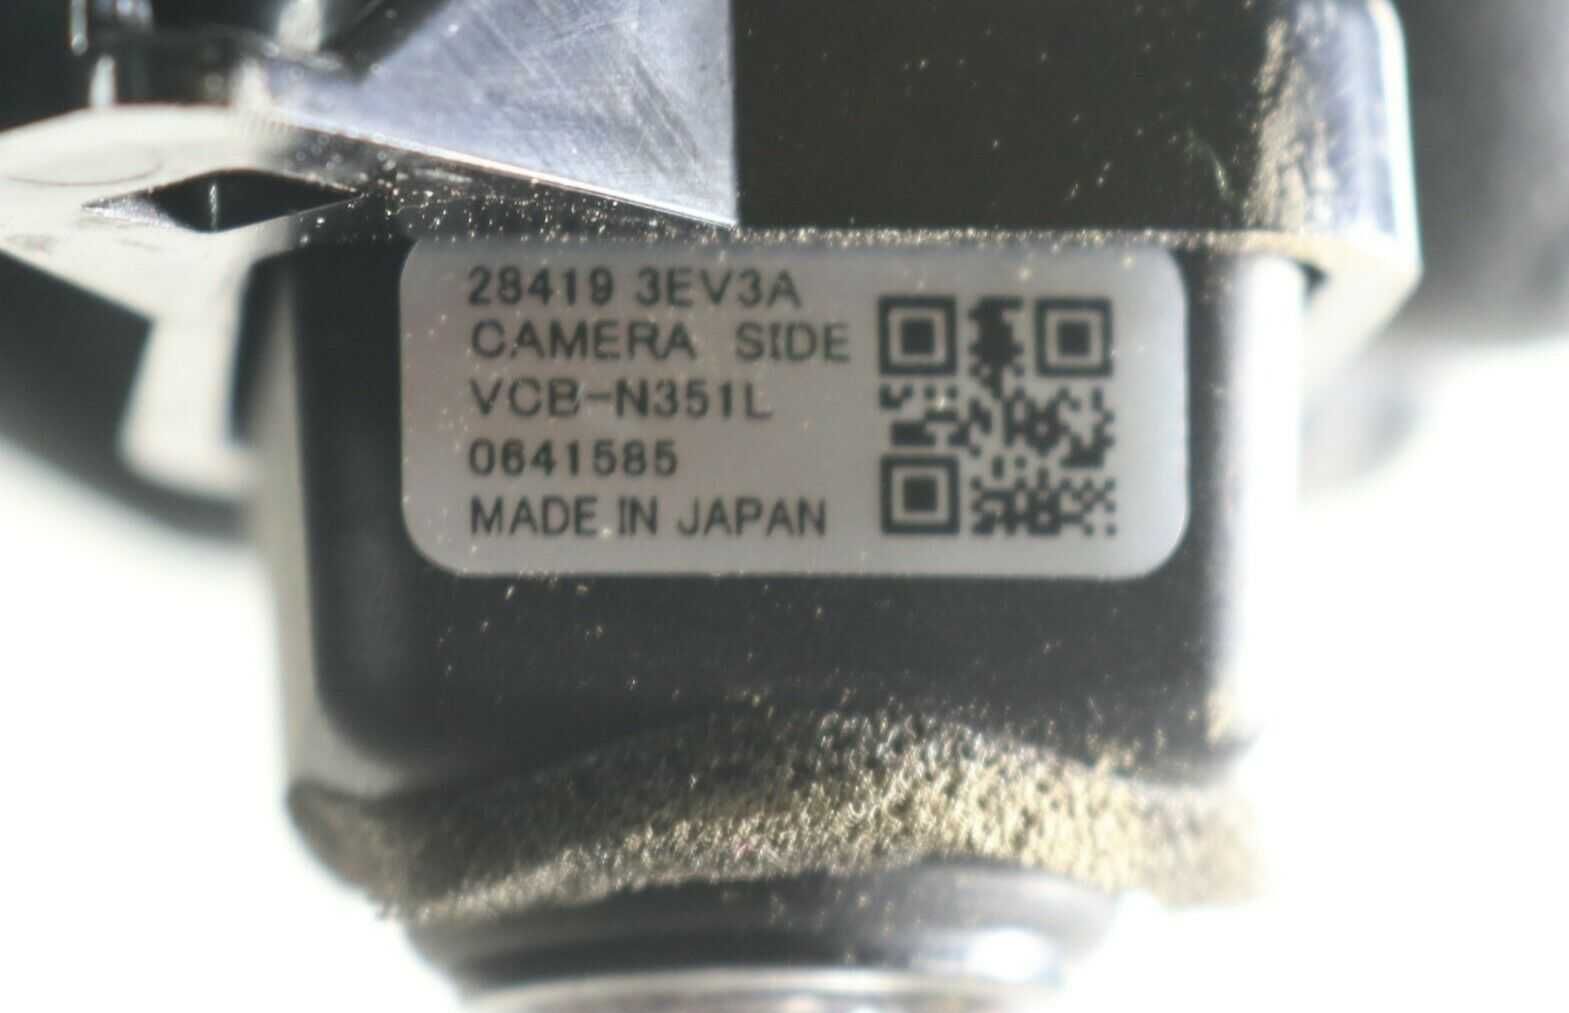 28419 3EV3A
CAMERA SIDE
VCB-N351L
0641585
MADE IN JAPAN